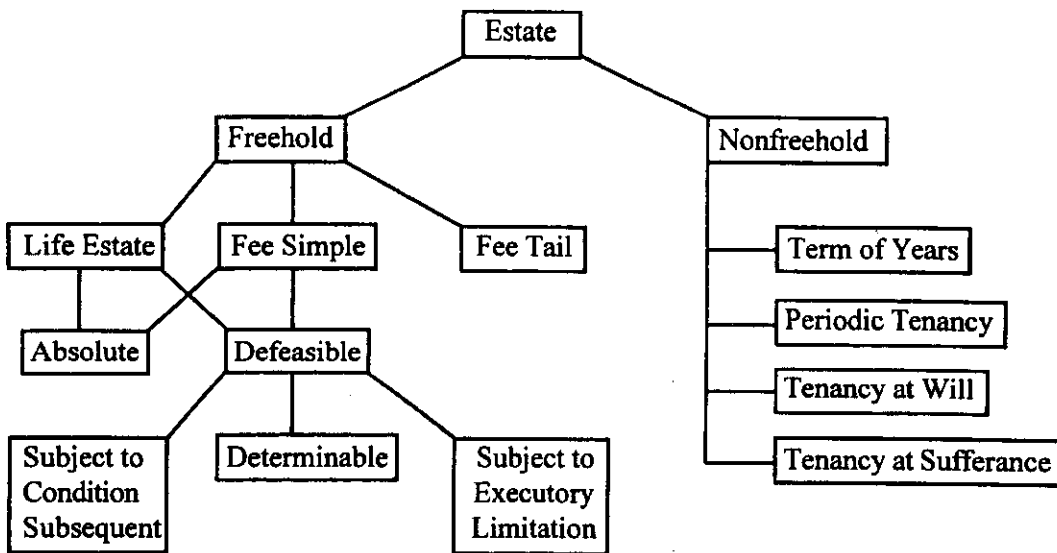 Estate
Freehold
Nonfreehold
Life Estate
Fee Simple
Fee Tail
Term of Years
Absolute
Defeasible
Periodic Tenancy
Tenancy at Will
Subject to
Condition
Subsequent
Determinable
Subject to
Executory
Limitation
Tenancy at Sufferance